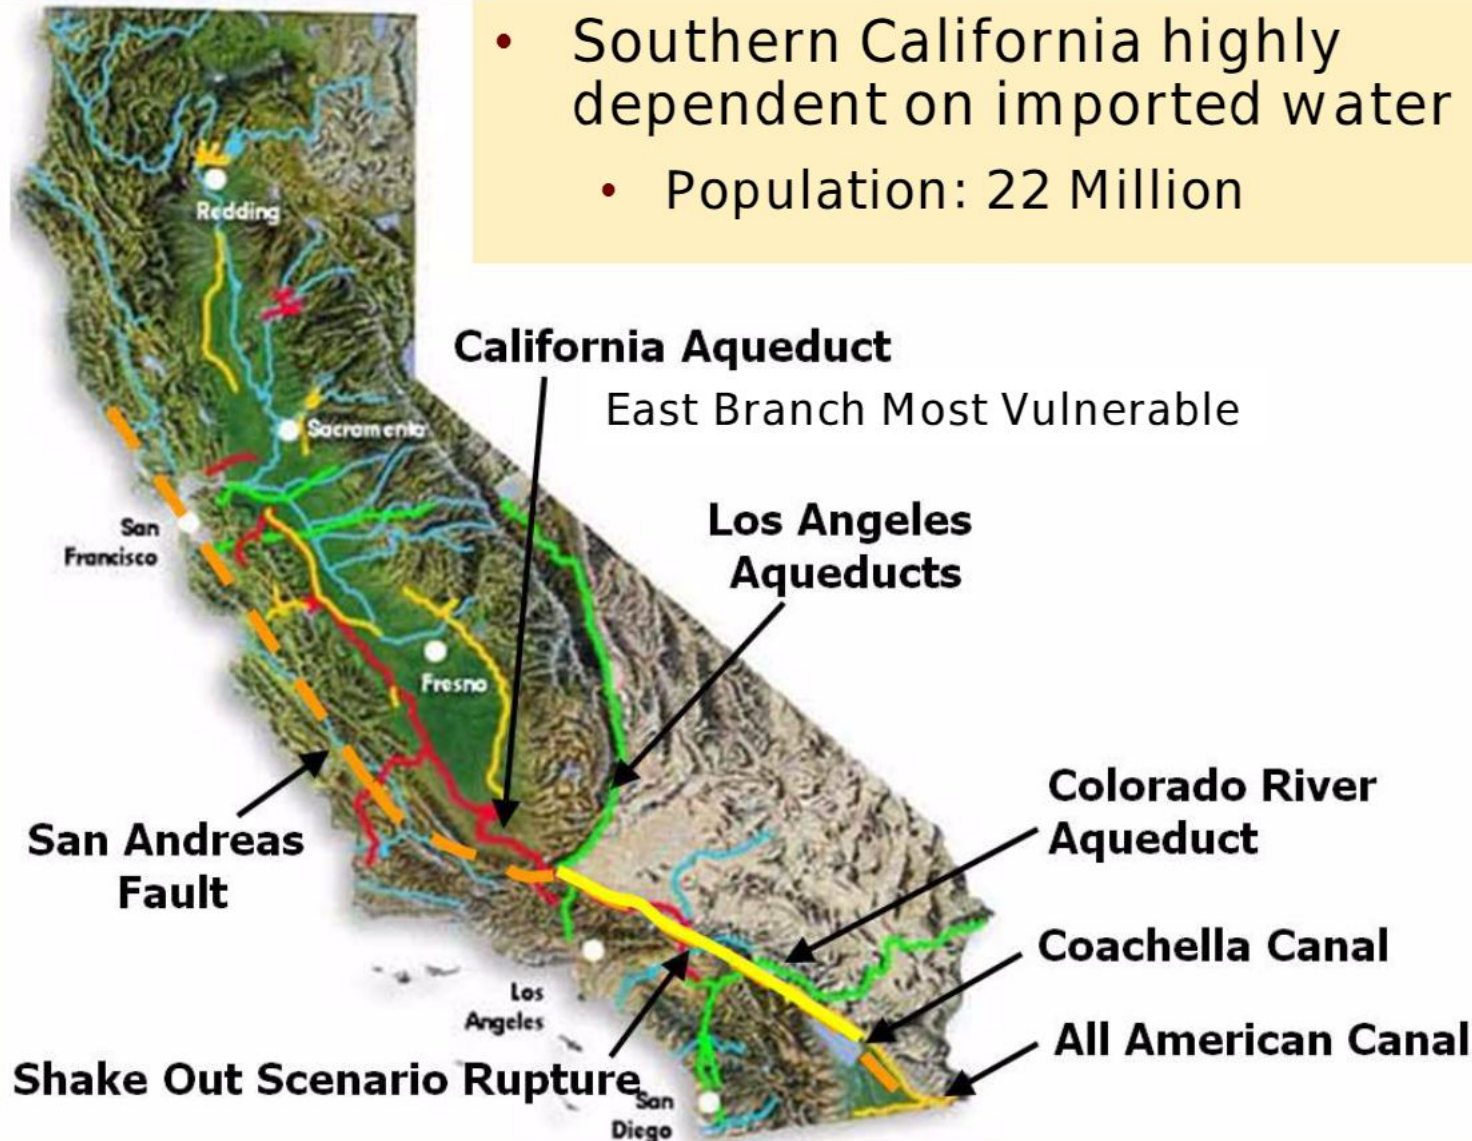 • Southern California highly
dependent on imported water
• Population: 22 Million
Redding
California Aqueduct
East Branch Most Vulnerable
Sacramento
Los Angeles
Aqueducts
San
Francisco
Fresno
Colorado River
Aqueduct
San Andreas
Fault
Coachella Canal
Los
Angeles
All American Canal
Shake Out Scenario Rupture
San
Diego